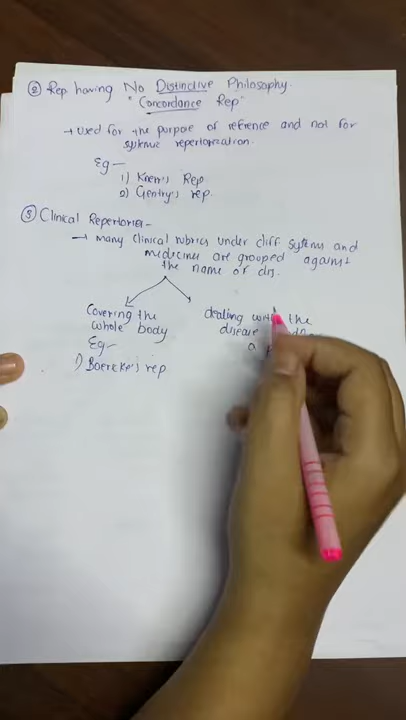 ② Rep having No Distinctive Philosophy.
"Concordance Rep"
→ Used for the purpose of refrence and not for
systemic repertorization.
Eg —
1) Knerr's Rep
2) Gentry's rep.
③ Clinical Repertories -
→ Many clinical rubrics under diff systems and
medicines are grouped against
the name of dis.
Covering the
whole body
Eg —
1) Boericke's rep
dealing with the
disease
a